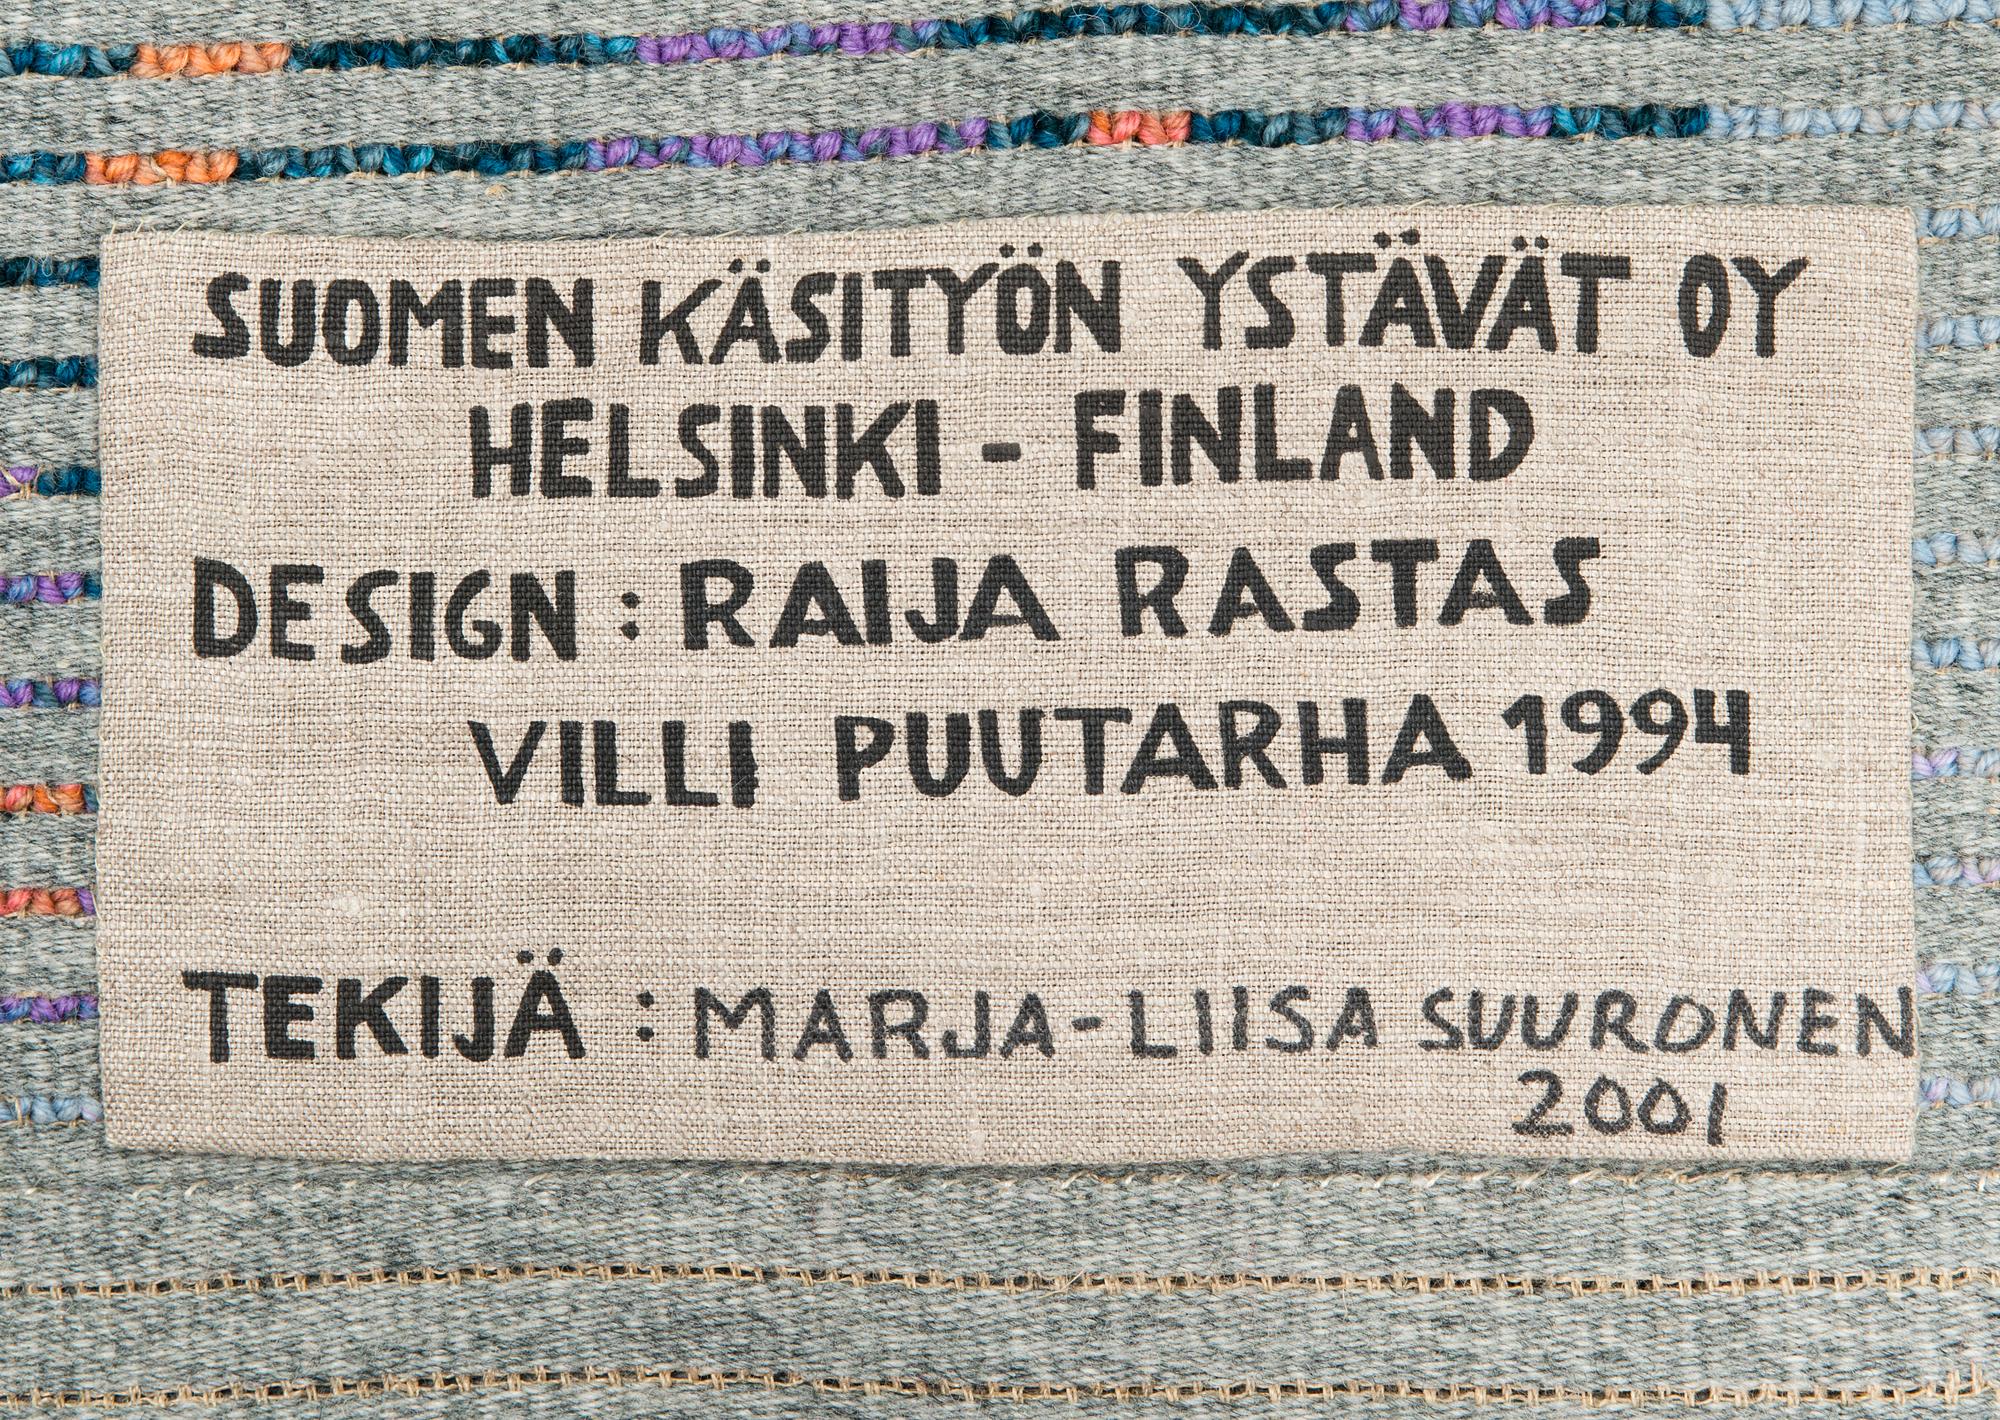 SUOMEN KÄSITYÖN YSTÄVÄT OY
HELSINKI - FINLAND
DESIGN : RAIJA RASTAS
VILLI PUUTARHA 1994
TEKIJÄ : MARJA-LIISA SUURONEN
2001